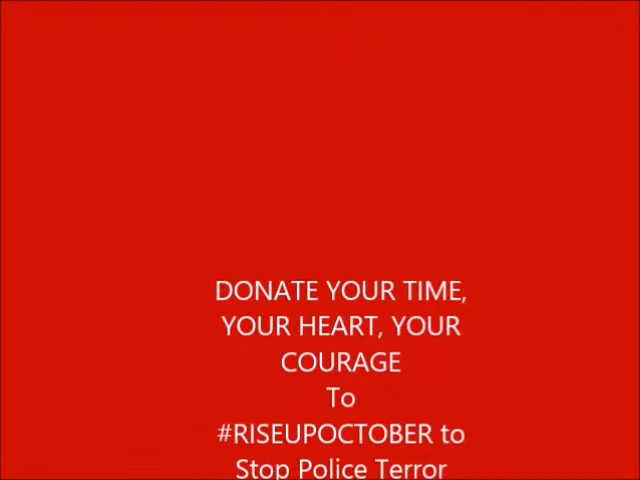 DONATE YOUR TIME,
YOUR HEART, YOUR
COURAGE
To
#RISEUPOCTOBER to
Stop Police Terror